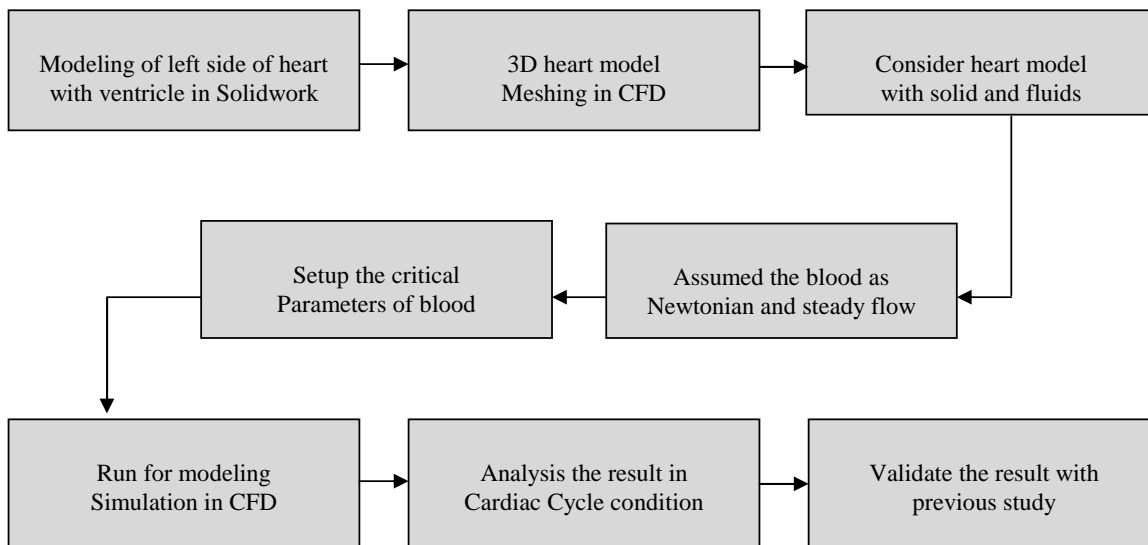 Modeling of left side of heart
with ventricle in Solidwork
3D heart model
Meshing in CFD
Consider heart model
with solid and fluids
Assumed the blood as
Newtonian and steady flow
Setup the critical
Parameters of blood
Run for modeling
Simulation in CFD
Analysis the result in
Cardiac Cycle condition
Validate the result with
previous study